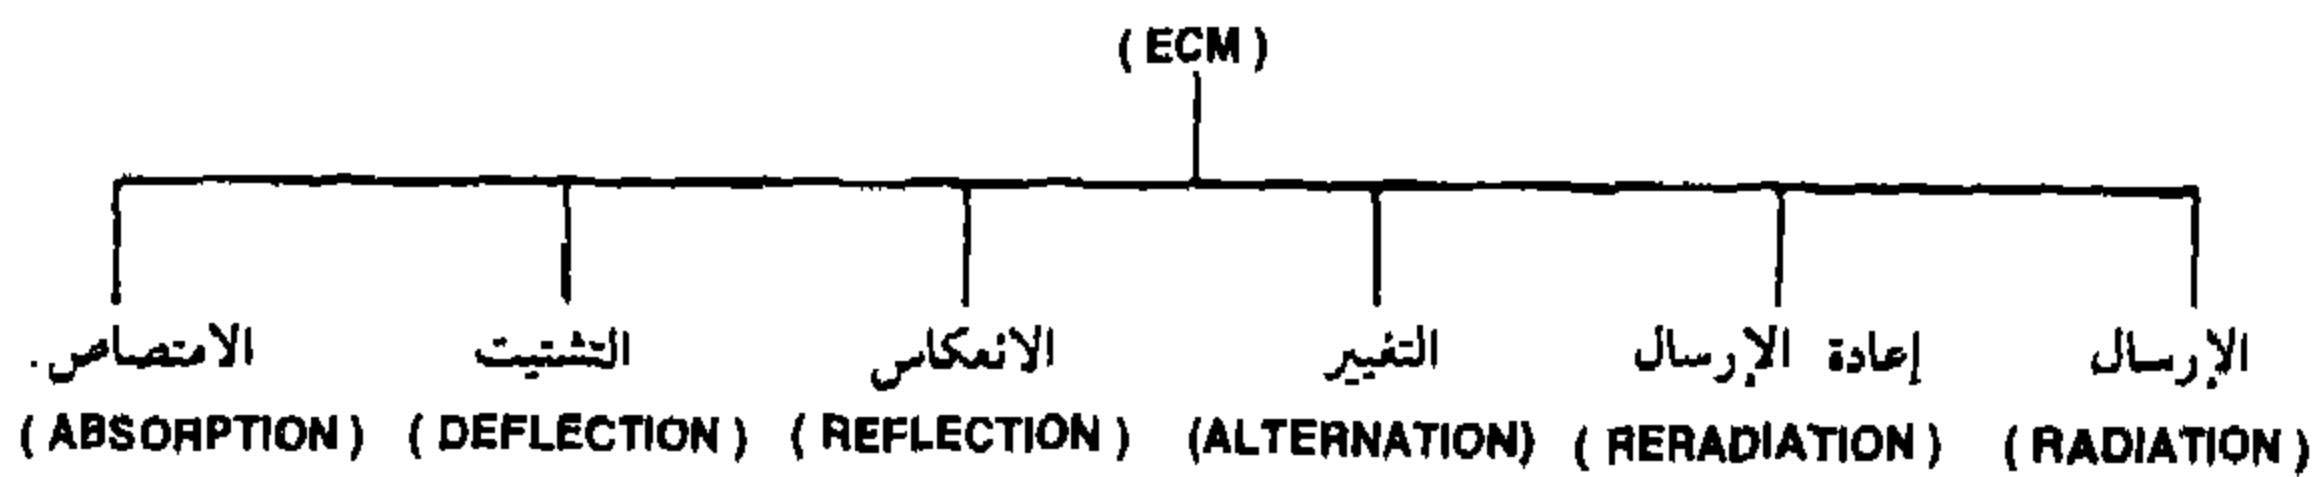 ( ECM )
الإرسال إعادة الإرسال التغيير الانعكاس التشتيت الامتصاص.
( ABSORPTION ) ( DEFLECTION ) ( REFLECTION ) (ALTERNATION) ( RERADIATION ) ( RADIATION )